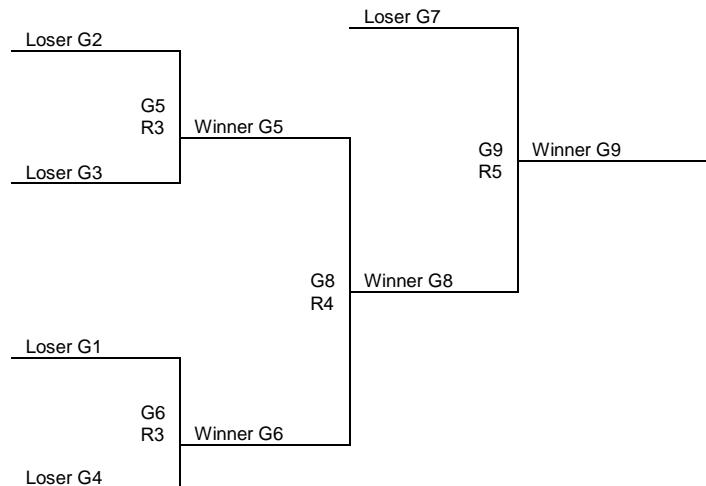 Loser G7
Loser G2
G5
R3
Winner G5
G9
R5
Winner G9
Loser G3
G8
R4
Winner G8
Loser G1
G6
R3
Winner G6
Loser G4